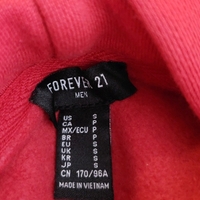 FOREVER 21
MEN
US S
CA P
MX/ECU P
BR P
EU S
UK S
KR S
JP S
CN 170/96A
MADE IN VIETNAM